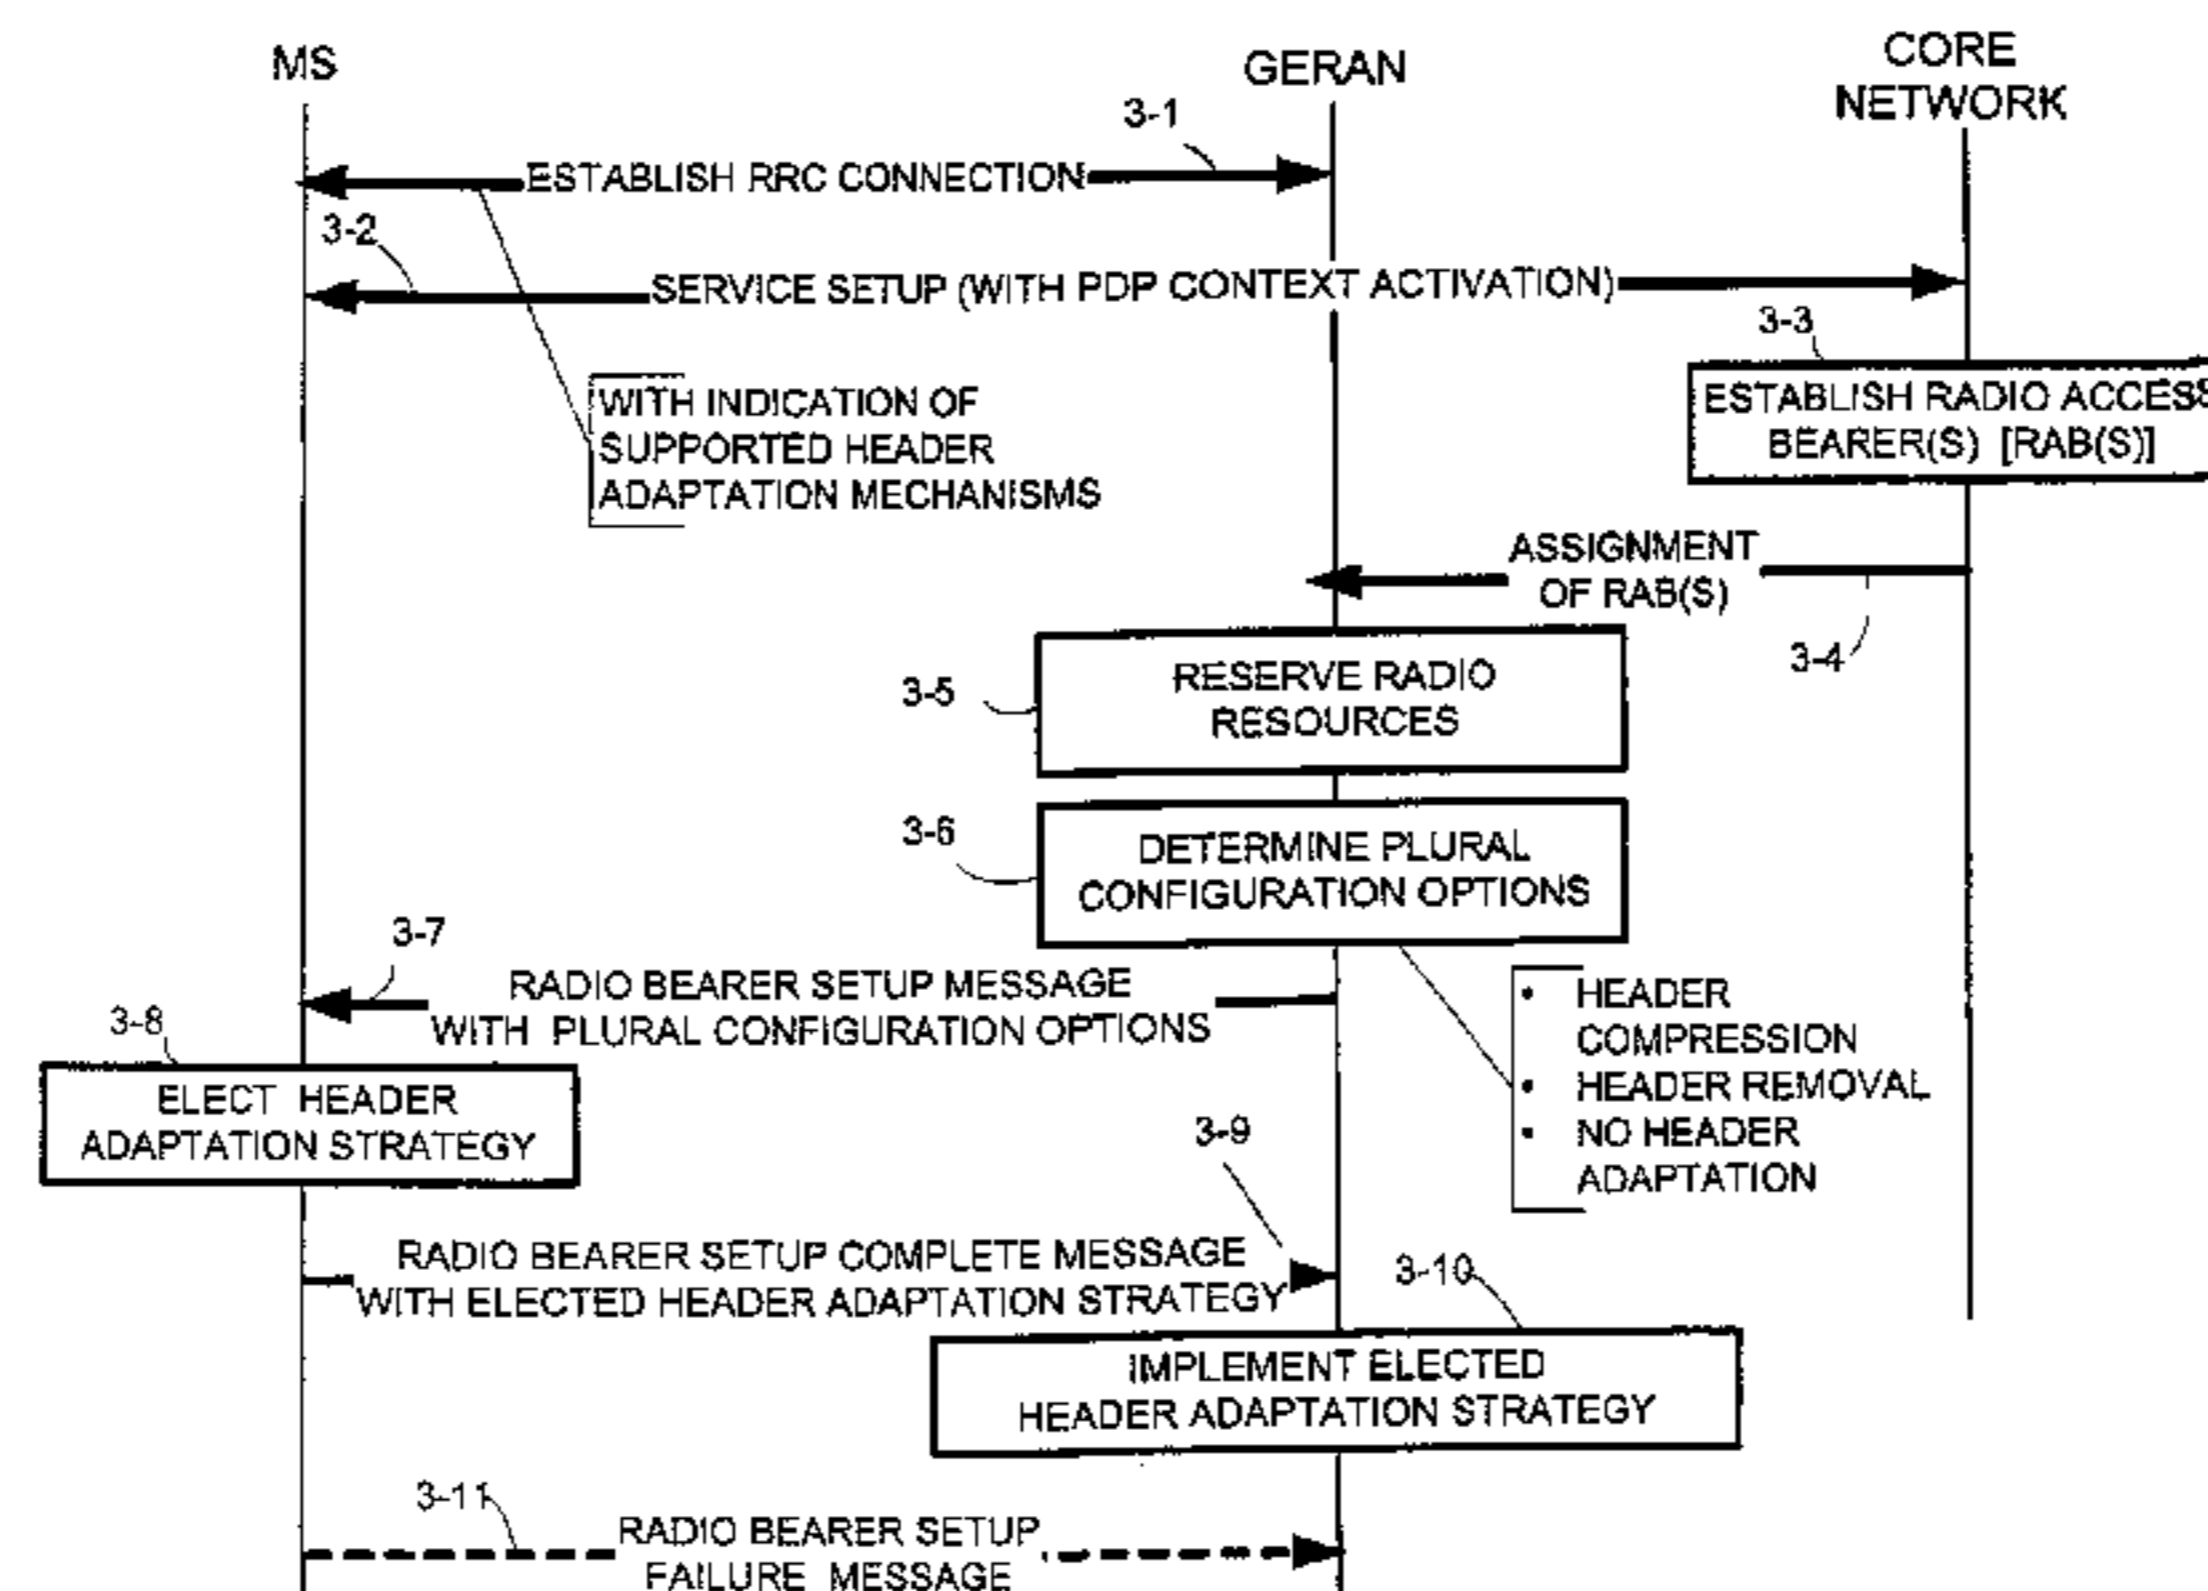 MS
GERAN
CORE
NETWORK
3-1
ESTABLISH RRC CONNECTION
3-2
SERVICE SETUP (WITH PDP CONTEXT ACTIVATION)
3-3
WITH INDICATION OF
SUPPORTED HEADER
ADAPTATION MECHANISMS
ESTABLISH RADIO ACCESS
BEARER(S) [RAB(S)]
ASSIGNMENT
OF RAB(S)
3-4
3-5
RESERVE RADIO
RESOURCES
3-6
DETERMINE PLURAL
CONFIGURATION OPTIONS
3-7
RADIO BEARER SETUP MESSAGE
WITH PLURAL CONFIGURATION OPTIONS
• HEADER
COMPRESSION
• HEADER REMOVAL
• NO HEADER
ADAPTATION
3-8
ELECT HEADER
ADAPTATION STRATEGY
3-9
RADIO BEARER SETUP COMPLETE MESSAGE
WITH ELECTED HEADER ADAPTATION STRATEGY
3-10
IMPLEMENT ELECTED
HEADER ADAPTATION STRATEGY
3-11
RADIO BEARER SETUP
FAILURE MESSAGE